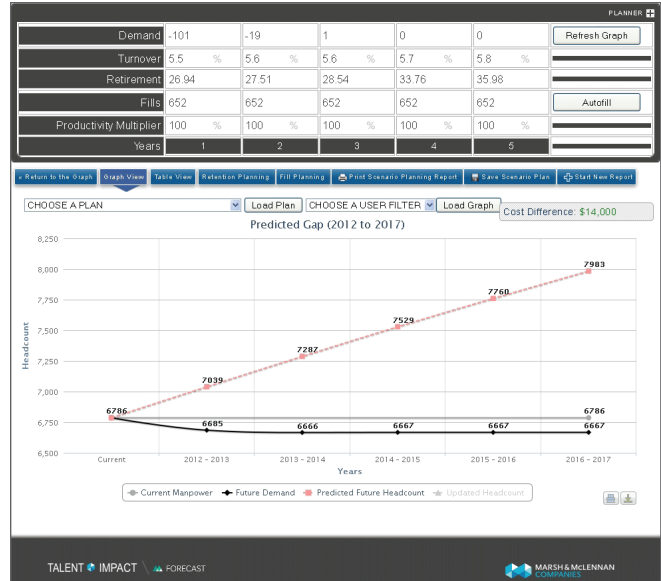 PLANNER
Demand -101 -19 1 0 0 Refresh Graph
Turnover 5.5 % 5.6 % 5.6 % 5.7 % 5.8 %
Retirement 26.94 27.51 28.54 33.76 35.98
Fills 652 652 652 652 652 Autofill
Productivity Multiplier 100 % 100 % 100 % 100 % 100 %
Years 1 2 3 4 5
« Return to the Graph Graph View Table View Retention Planning Fill Planning Print Scenario Planning Report Save Scenario Plan Start New Report
CHOOSE A PLAN Load Plan CHOOSE A USER FILTER Load Graph Cost Difference: $14,000
Predicted Gap (2012 to 2017)
8,250
8,000
7,750
7,500
7,250
7,000
6,750
6,500
Headcount
6786 7039 7287 7529 7760 7983
6786
6685 6666 6667 6667 6667
Current 2012 - 2013 2013 - 2014 2014 - 2015 2015 - 2016 2016 - 2017
Years
Current Manpower Future Demand Predicted Future Headcount Updated Headcount
TALENT IMPACT \ FORECAST
MARSH & McLENNAN
COMPANIES